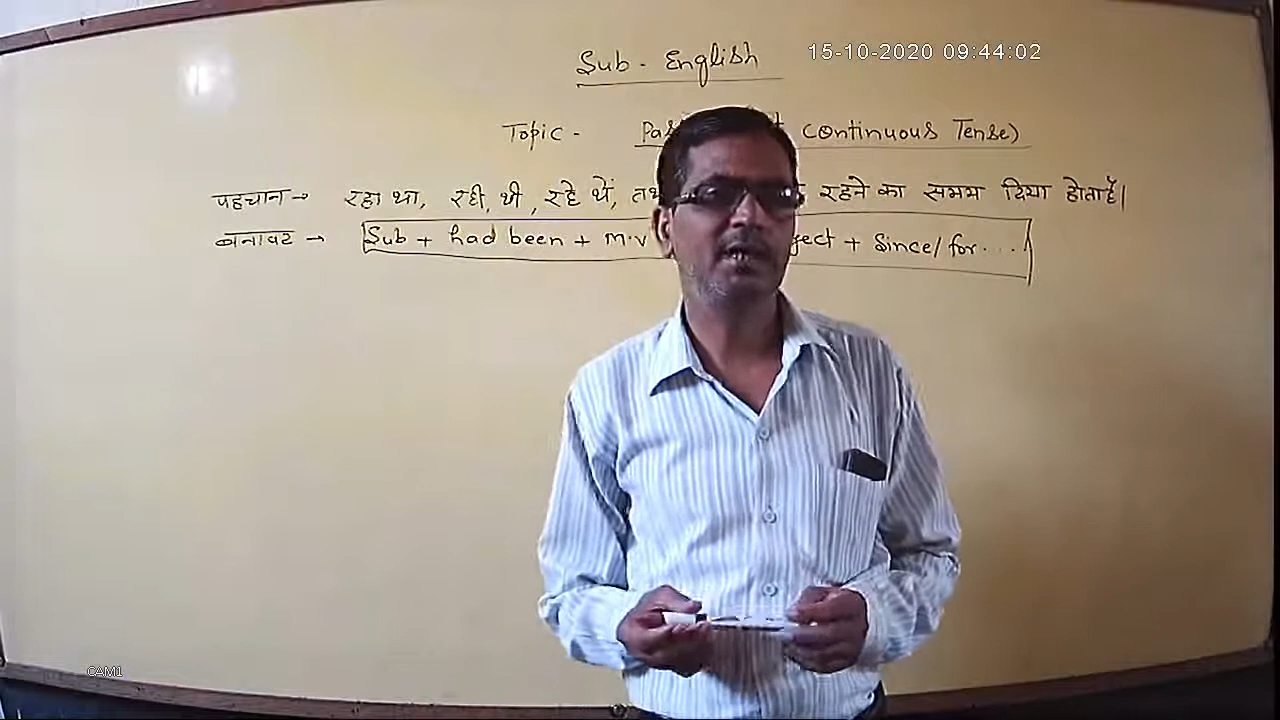 Sub - English 15-10-2020 09:44:02
Topic - continuous Tense)
पहचान → रहा था, रही, थी, रहे थें, रहने का समय दिया होता है।
बनावट → Sub + had been + m.v + Since/for....
CAM1